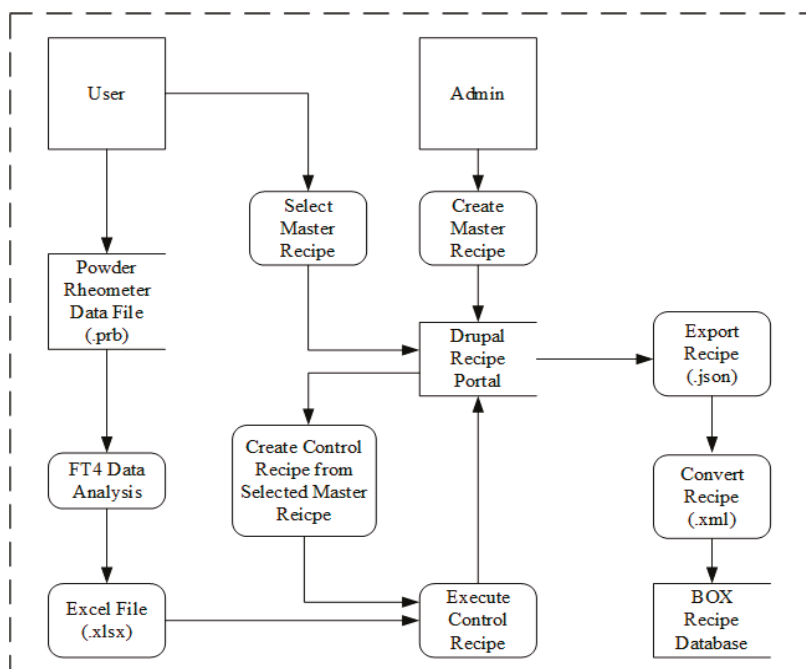 User
Admin
Select
Master
Recipe
Create
Master
Recipe
Powder
Rheometer
Data File
(.prb)
Drupal
Recipe
Portal
Export
Recipe
(.json)
Create Control
Recipe from
Selected Master
Reicpe
FT4 Data
Analysis
Convert
Recipe
(.xml)
Excel File
(.xlsx)
Execute
Control
Recipe
BOX
Recipe
Database